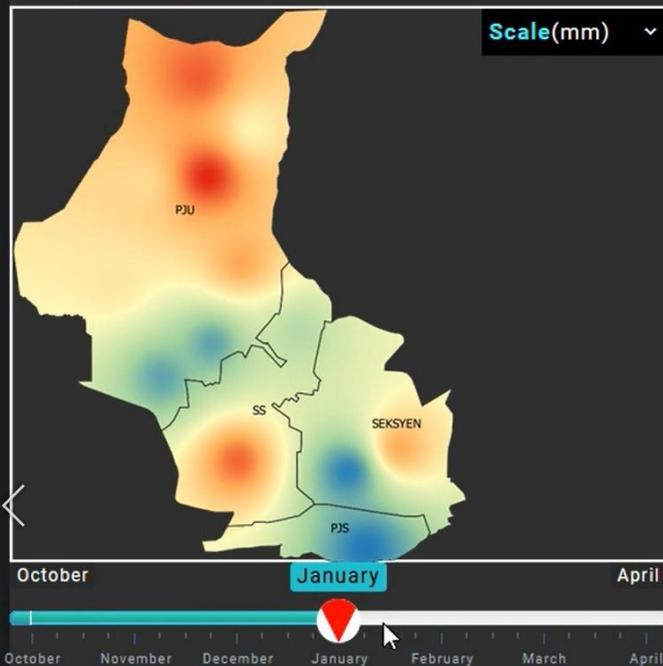 Scale(mm)
PJU
SS
SEKSYEN
PJS
October January April
October November December January February March April